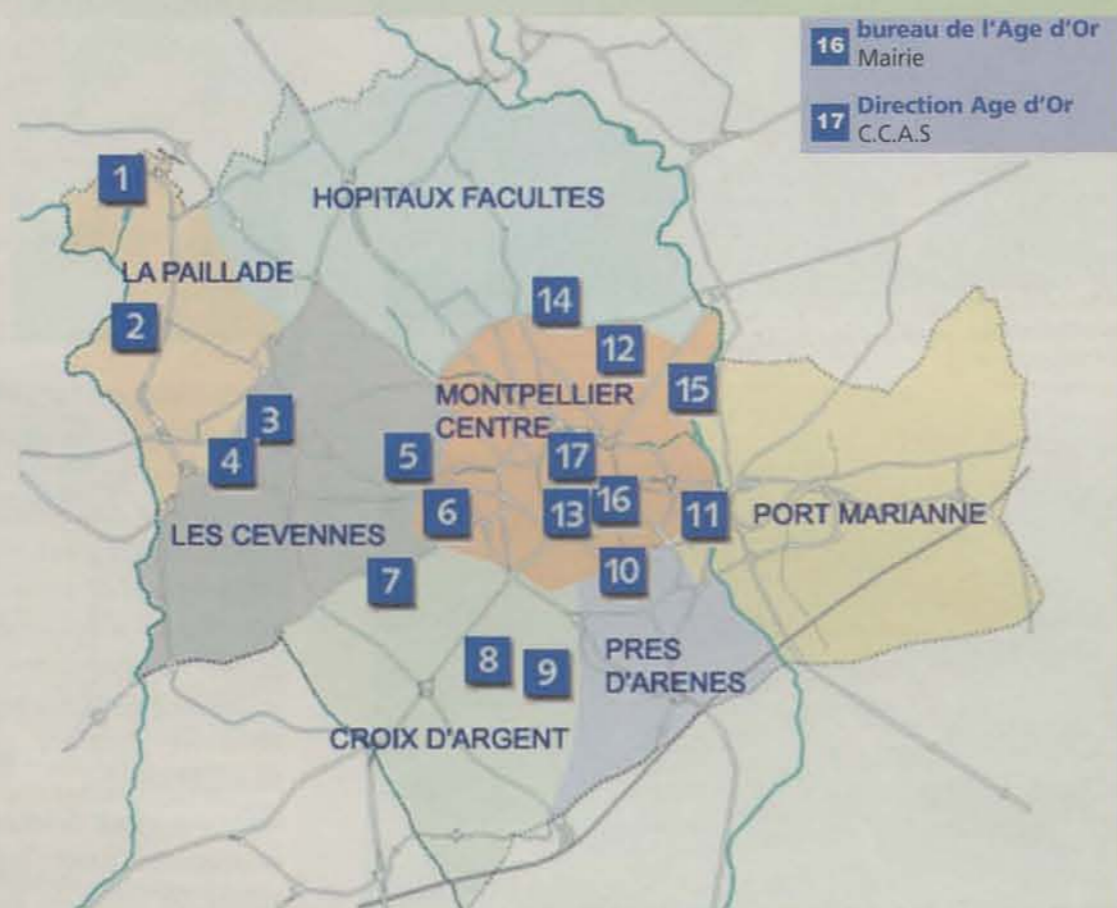 16 bureau de l'Age d'Or
Mairie
17 Direction Age d'Or
C.C.A.S
1
HOPITAUX FACULTES
LA PAILLADE
2
14
12
MONTPELLIER
CENTRE
15
3
4
5
17
6
13
16
11
PORT MARIANNE
LES CEVENNES
7
10
8
9
PRES
D'ARENES
CROIX D'ARGENT